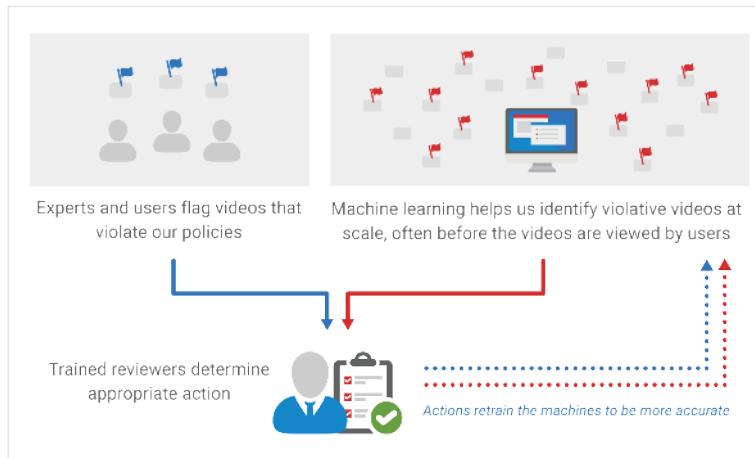 Experts and users flag videos that
violate our policies
Machine learning helps us identify violative videos at
scale, often before the videos are viewed by users
Trained reviewers determine
appropriate action
Actions retrain the machines to be more accurate